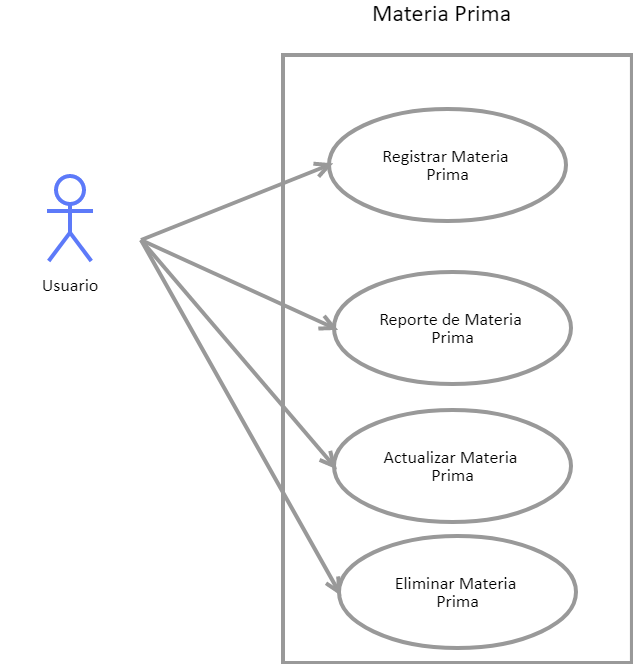 Materia Prima
Registrar Materia
Prima
Usuario
Reporte de Materia
Prima
Actualizar Materia
Prima
Eliminar Materia
Prima